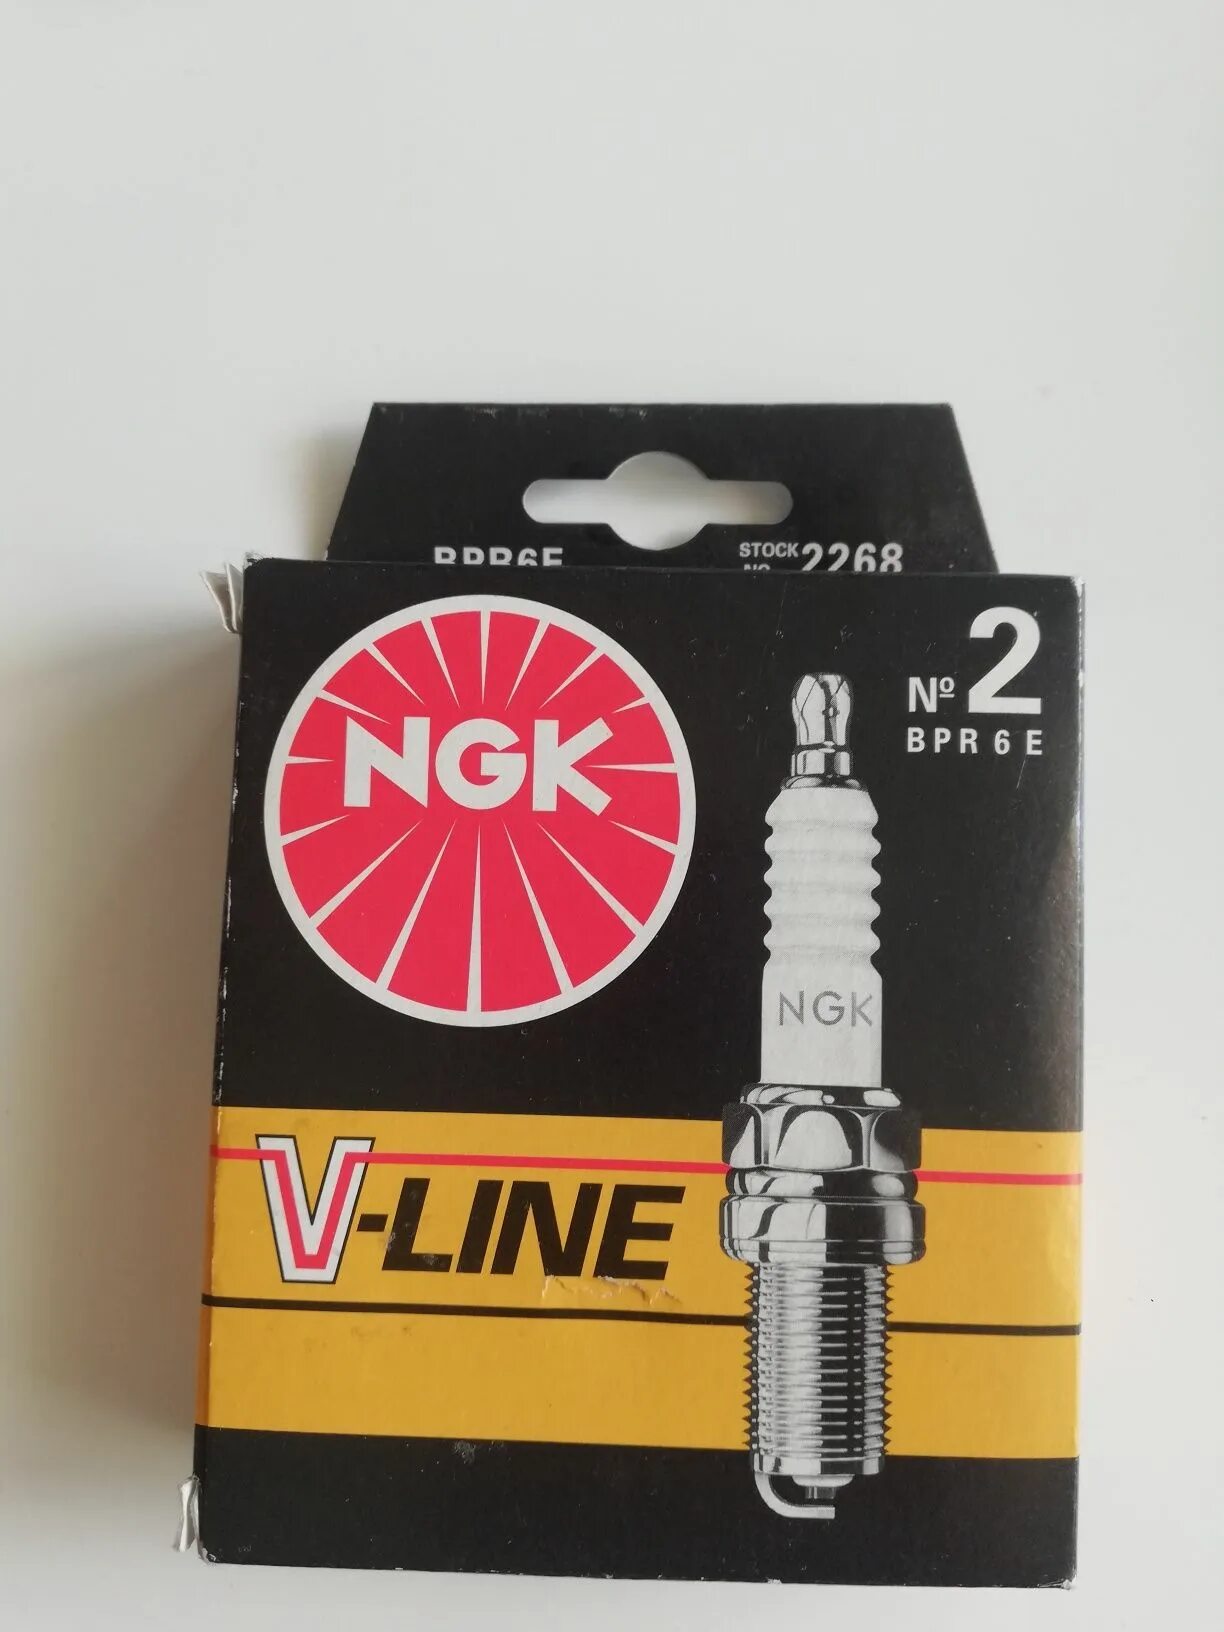 BPR6E
STOCK NO. 2268
Nº 2
BPR 6 E
NGK
NGK
V-LINE